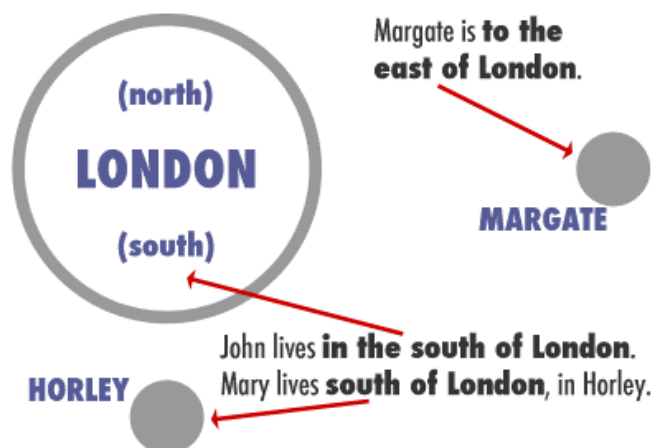 Margate is to the
east of London.
(north)
LONDON
MARGATE
(south)
John lives in the south of London.
Mary lives south of London, in Horley.
HORLEY